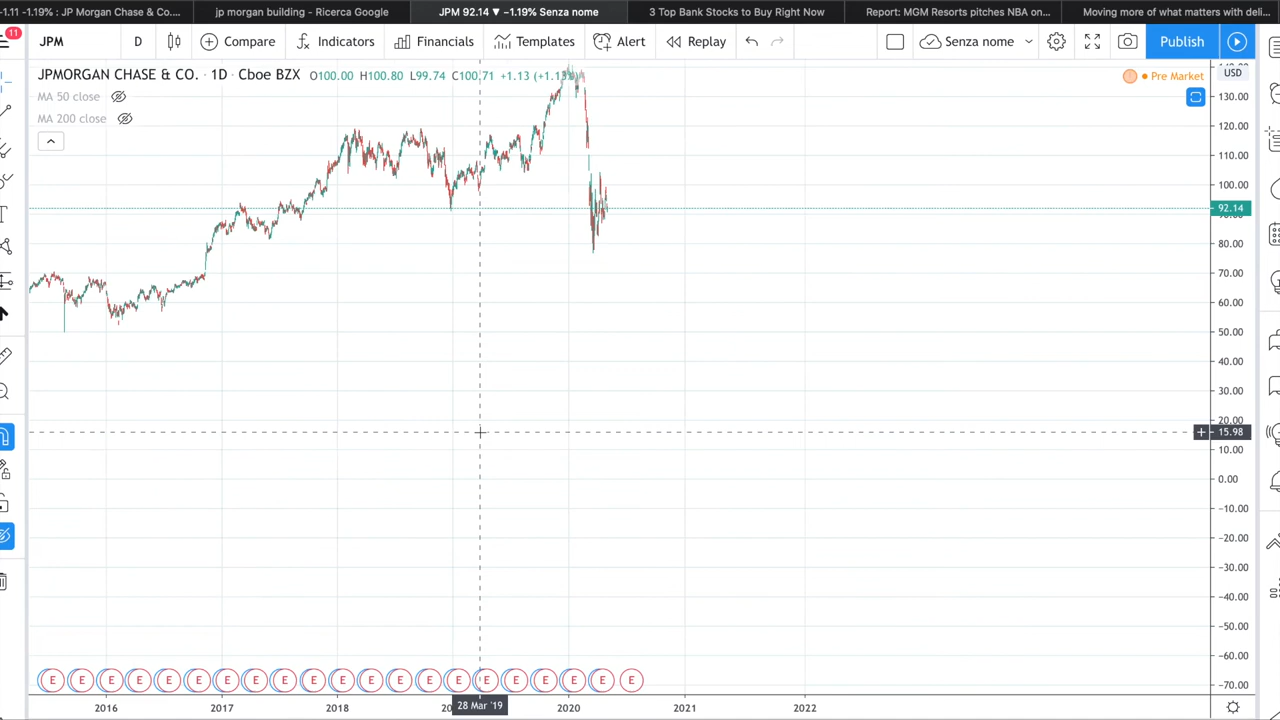 -1.11 -1.19% : JP Morgan Chase & Co....
jp morgan building - Ricerca Google
JPM 92.14 ▼ −1.19% Senza nome
3 Top Bank Stocks to Buy Right Now
Report: MGM Resorts pitches NBA on...
Moving more of what matters with deli...
11
JPM
D
Compare
Indicators
Financials
Templates
Alert
Replay
Senza nome
Publish
JPMORGAN CHASE & CO. · 1D · Cboe BZX O100.00 H100.80 L99.74 C100.71 +1.13 (+1.13%)
Pre Market
USD
MA 50 close
MA 200 close
130.00
120.00
110.00
100.00
92.14
80.00
70.00
60.00
50.00
40.00
30.00
20.00
15.98
10.00
0.00
−10.00
−20.00
−30.00
−40.00
−50.00
−60.00
−70.00
E E E E E E E E E E E E E E E E E E E E E
2016
2017
2018
28 Mar '19
2020
2021
2022